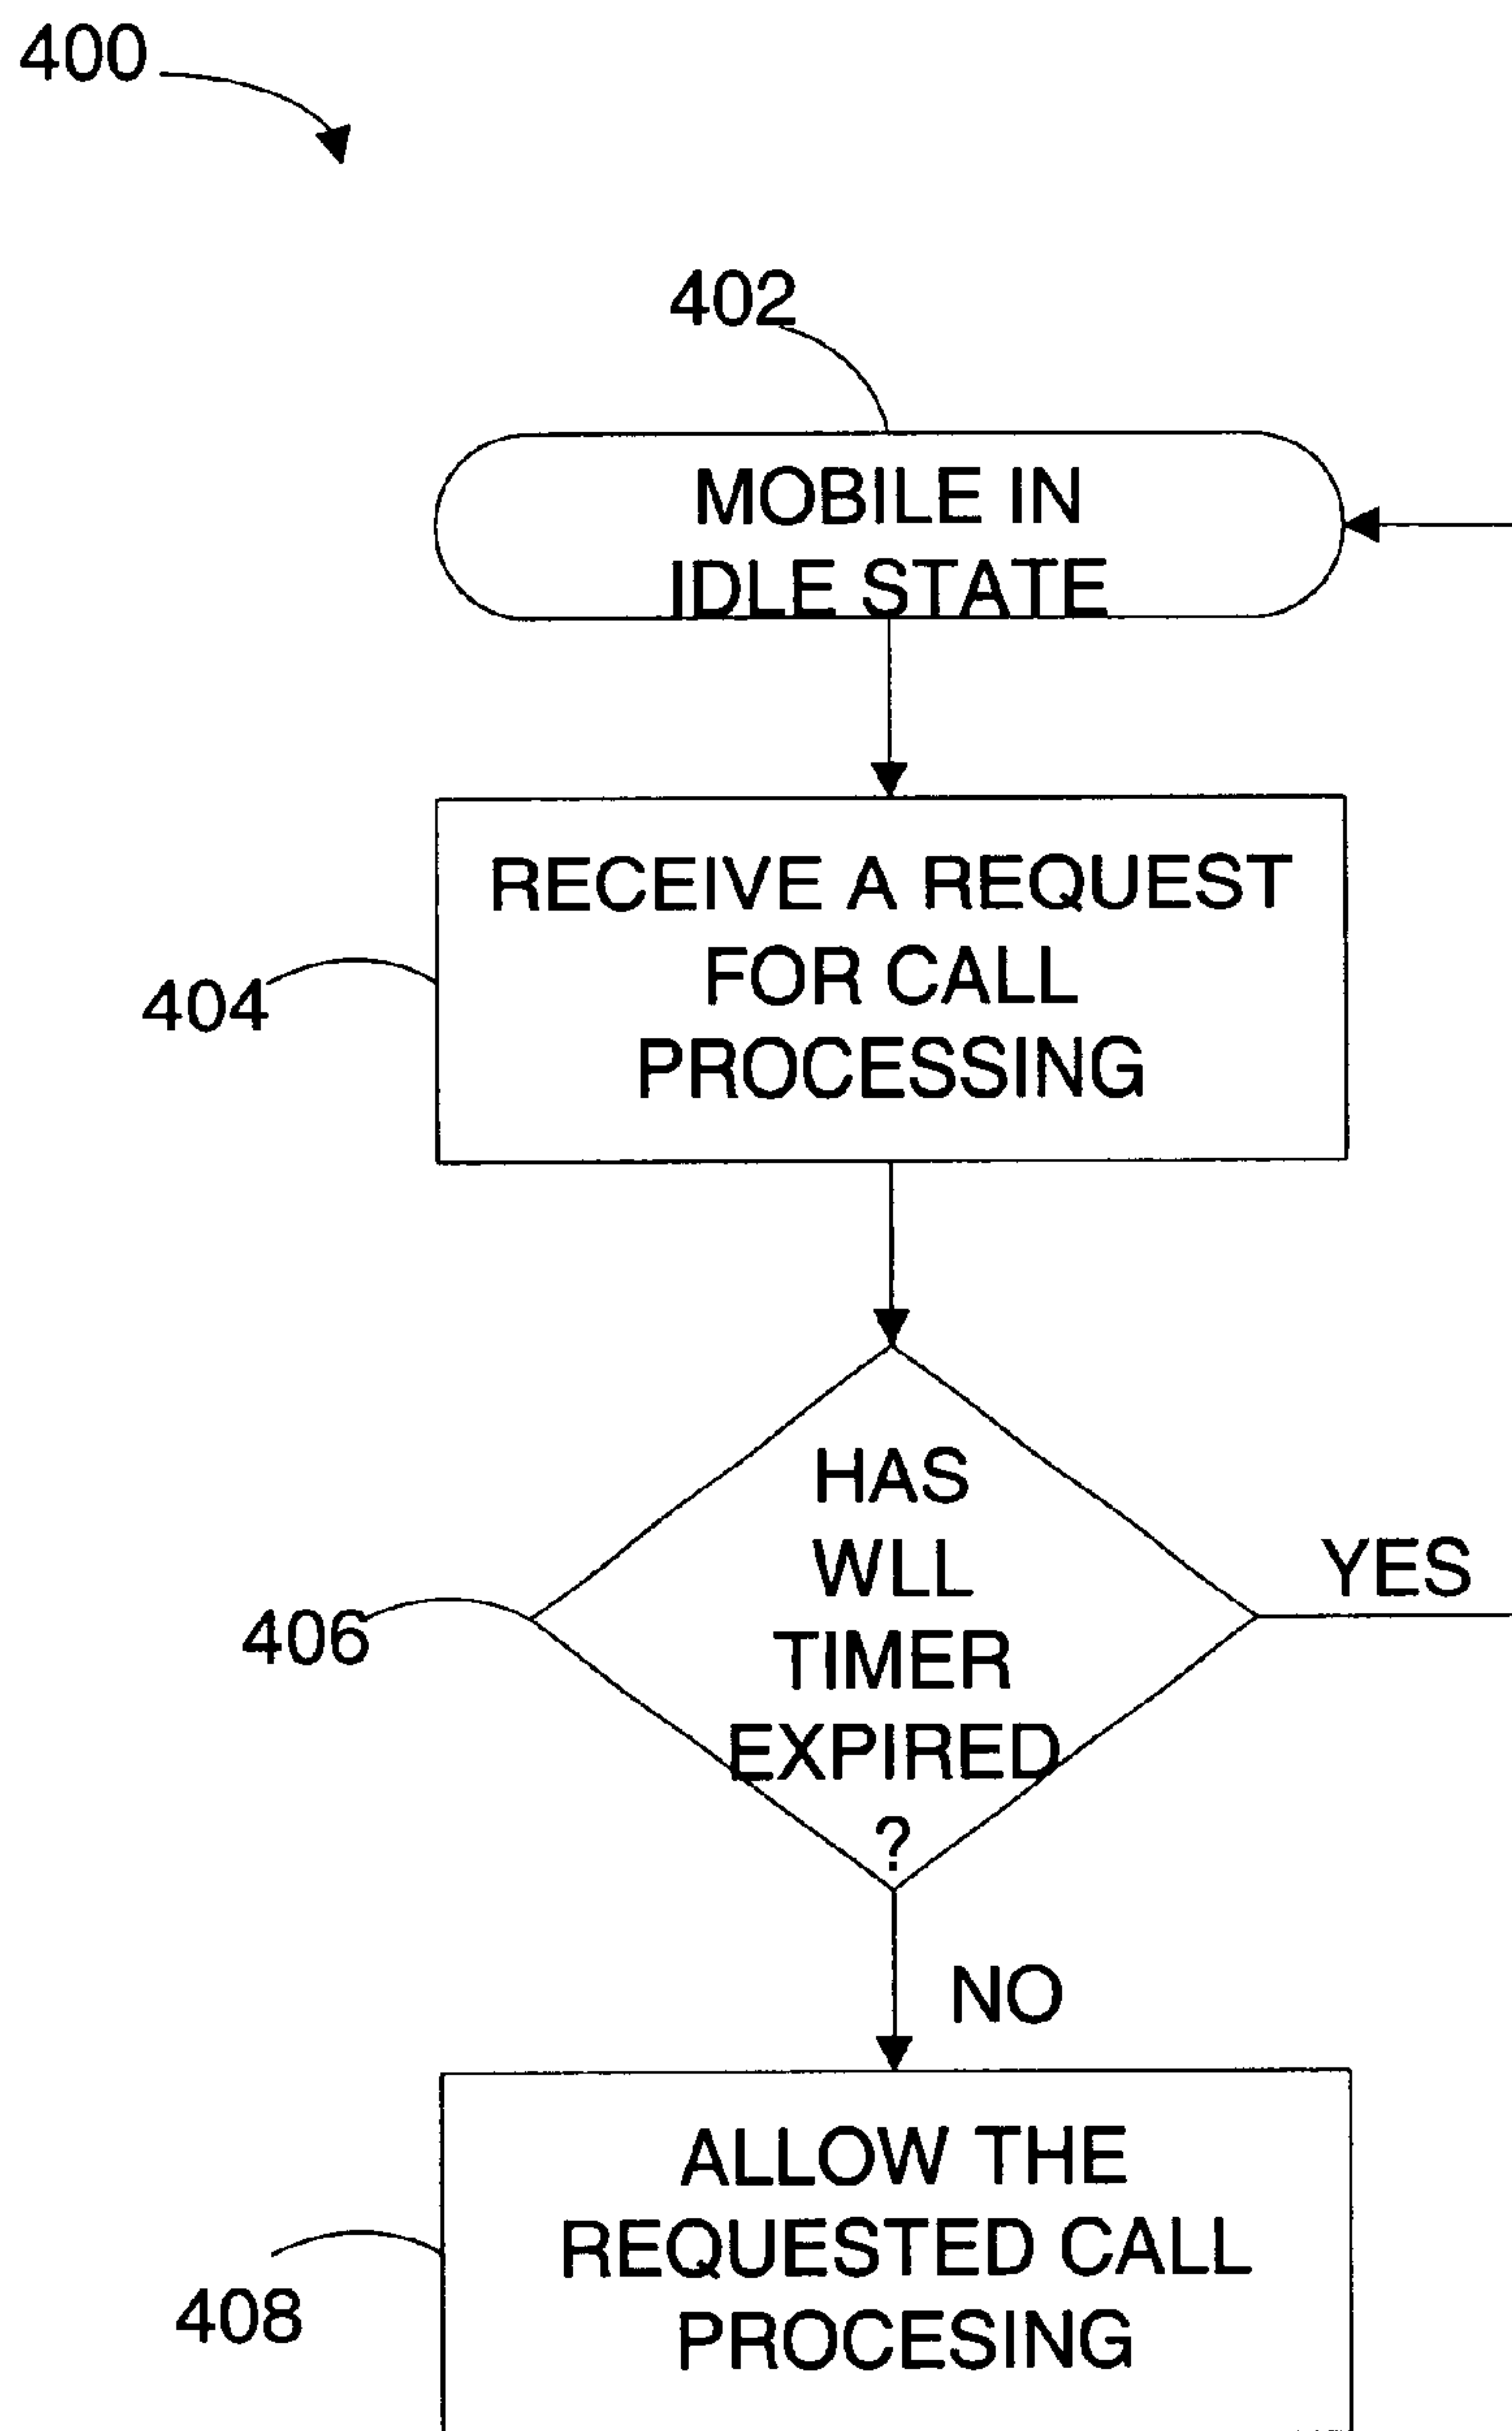 400
402
MOBILE IN
IDLE STATE
RECEIVE A REQUEST
FOR CALL
PROCESSING
404
HAS
WLL
TIMER
EXPIRED
?
YES
406
NO
ALLOW THE
REQUESTED CALL
PROCESING
408